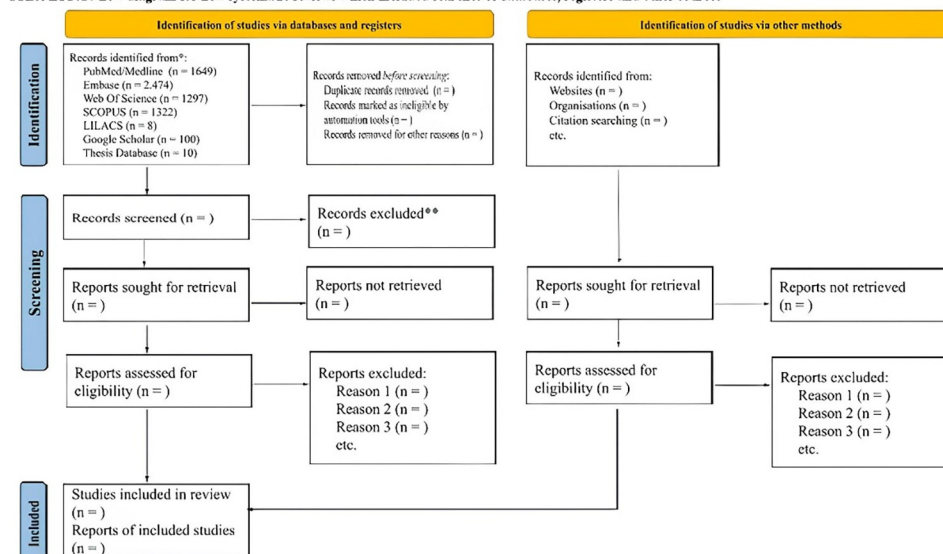 Identification of studies via databases and registers
Identification of studies via other methods
Identification
Records identified from*:
PubMed/Medline (n = 1649)
Embase (n = 2.474)
Web Of Science (n = 1297)
SCOPUS (n = 1322)
LILACS (n = 8)
Google Scholar (n = 100)
Thesis Database (n = 10)
Records removed before screening:
Duplicate records removed (n = )
Records marked as ineligible by
automation tools (n = )
Records removed for other reasons (n = )
Records identified from:
Websites (n = )
Organisations (n = )
Citation searching (n = )
etc.
Screening
Records screened (n = )
Records excluded**
(n = )
Reports sought for retrieval
(n = )
Reports not retrieved
(n = )
Reports sought for retrieval
(n = )
Reports not retrieved
(n = )
Reports assessed for
eligibility (n = )
Reports excluded:
Reason 1 (n = )
Reason 2 (n = )
Reason 3 (n = )
etc.
Reports assessed for
eligibility (n = )
Reports excluded:
Reason 1 (n = )
Reason 2 (n = )
Reason 3 (n = )
etc.
Included
Studies included in review
(n = )
Reports of included studies
(n = )